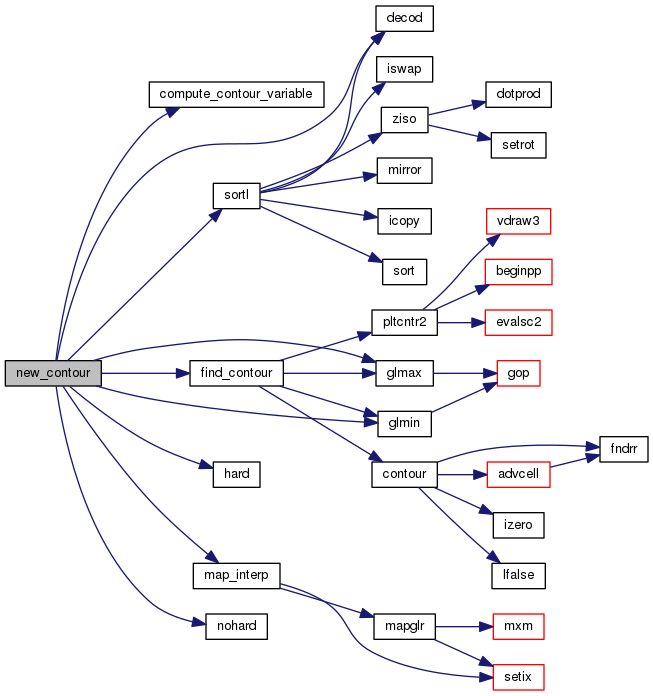 decod
iswap
compute_contour_variable
dotprod
ziso
setrot
mirror
sortl
icopy
vdraw3
sort
beginpp
pltcntr2
evalsc2
new_contour
find_contour
glmax
gop
glmin
fndrr
hard
contour
advcell
izero
map_interp
lfalse
nohard
mapglr
mxm
setix